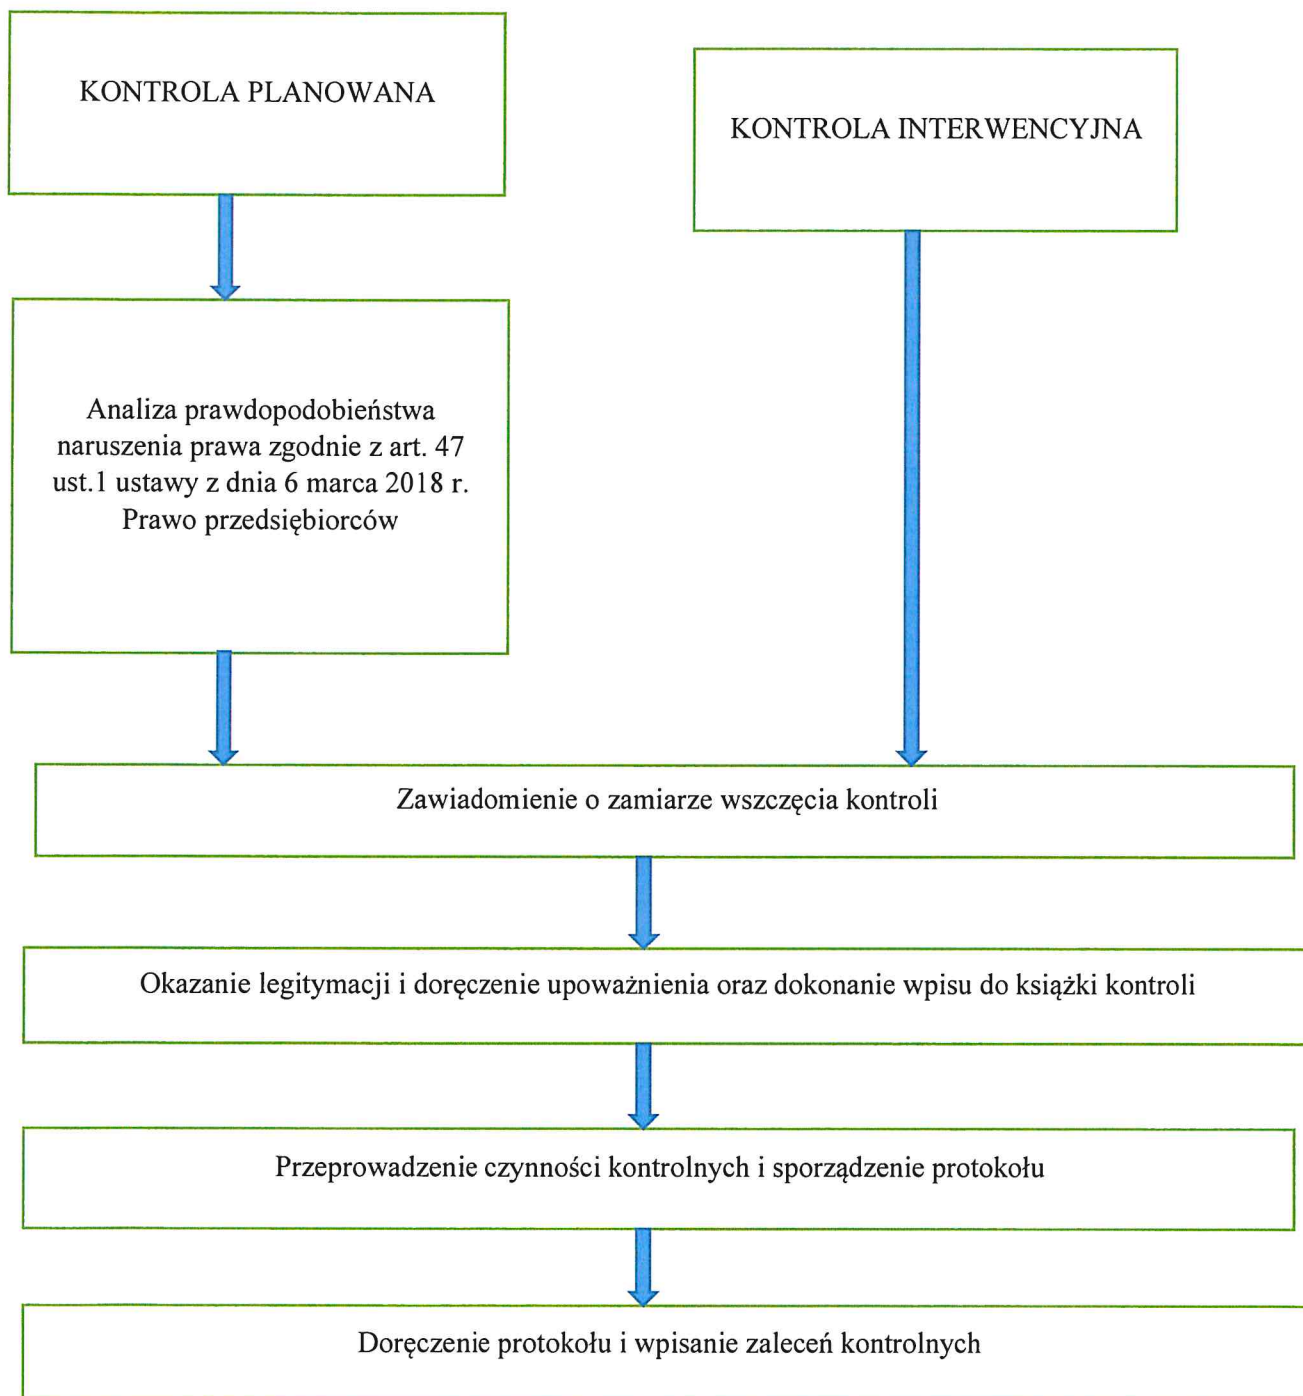 KONTROLA PLANOWANA
KONTROLA INTERWENCYJNA
Analiza prawdopodobieństwa
naruszenia prawa zgodnie z art. 47
ust.1 ustawy z dnia 6 marca 2018 r.
Prawo przedsiębiorców
Zawiadomienie o zamiarze wszczęcia kontroli
Okazanie legitymacji i doręczenie upoważnienia oraz dokonanie wpisu do książki kontroli
Przeprowadzenie czynności kontrolnych i sporządzenie protokołu
Doręczenie protokołu i wpisanie zaleceń kontrolnych